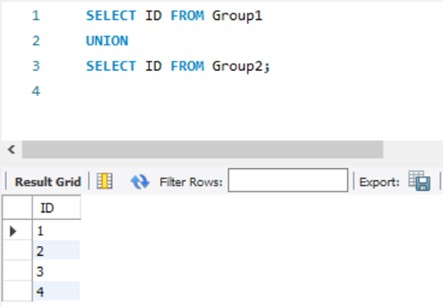 1 SELECT ID FROM Group1
2 UNION
3 SELECT ID FROM Group2;
4
Result Grid Filter Rows: Export:
ID
1
2
3
4